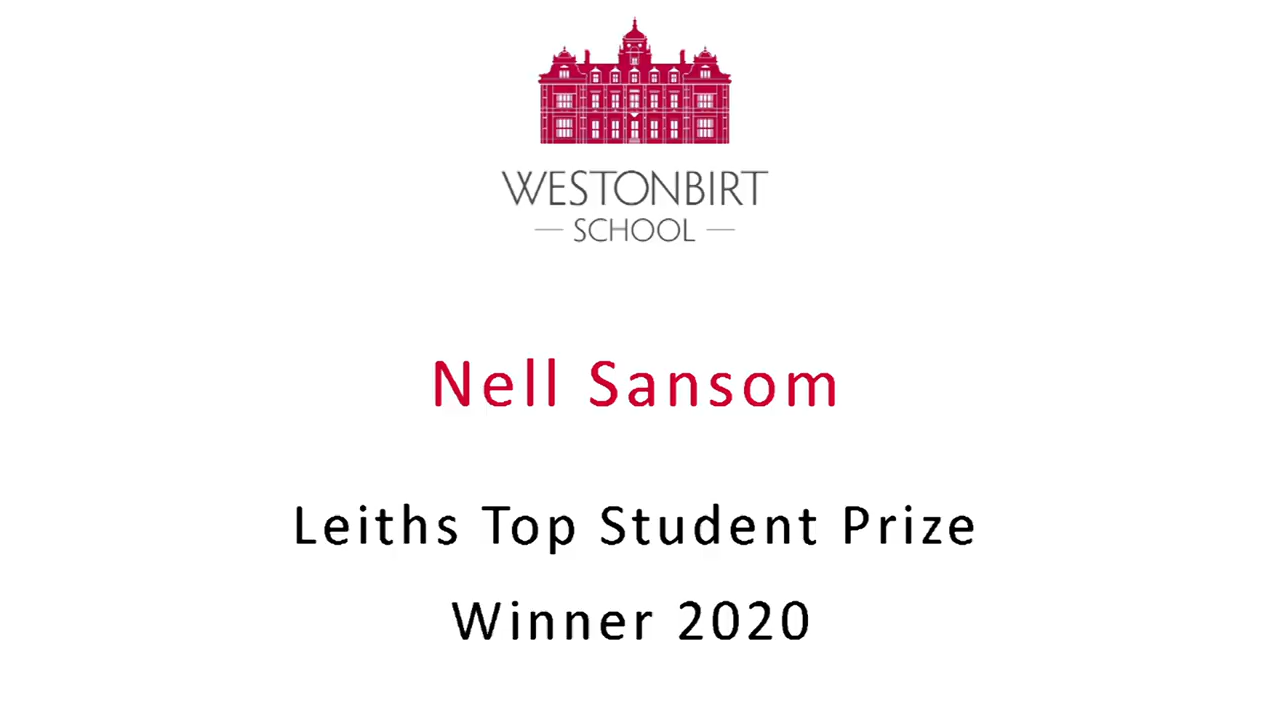 WESTONBIRT
SCHOOL
Nell Sansom
Leiths Top Student Prize
Winner 2020